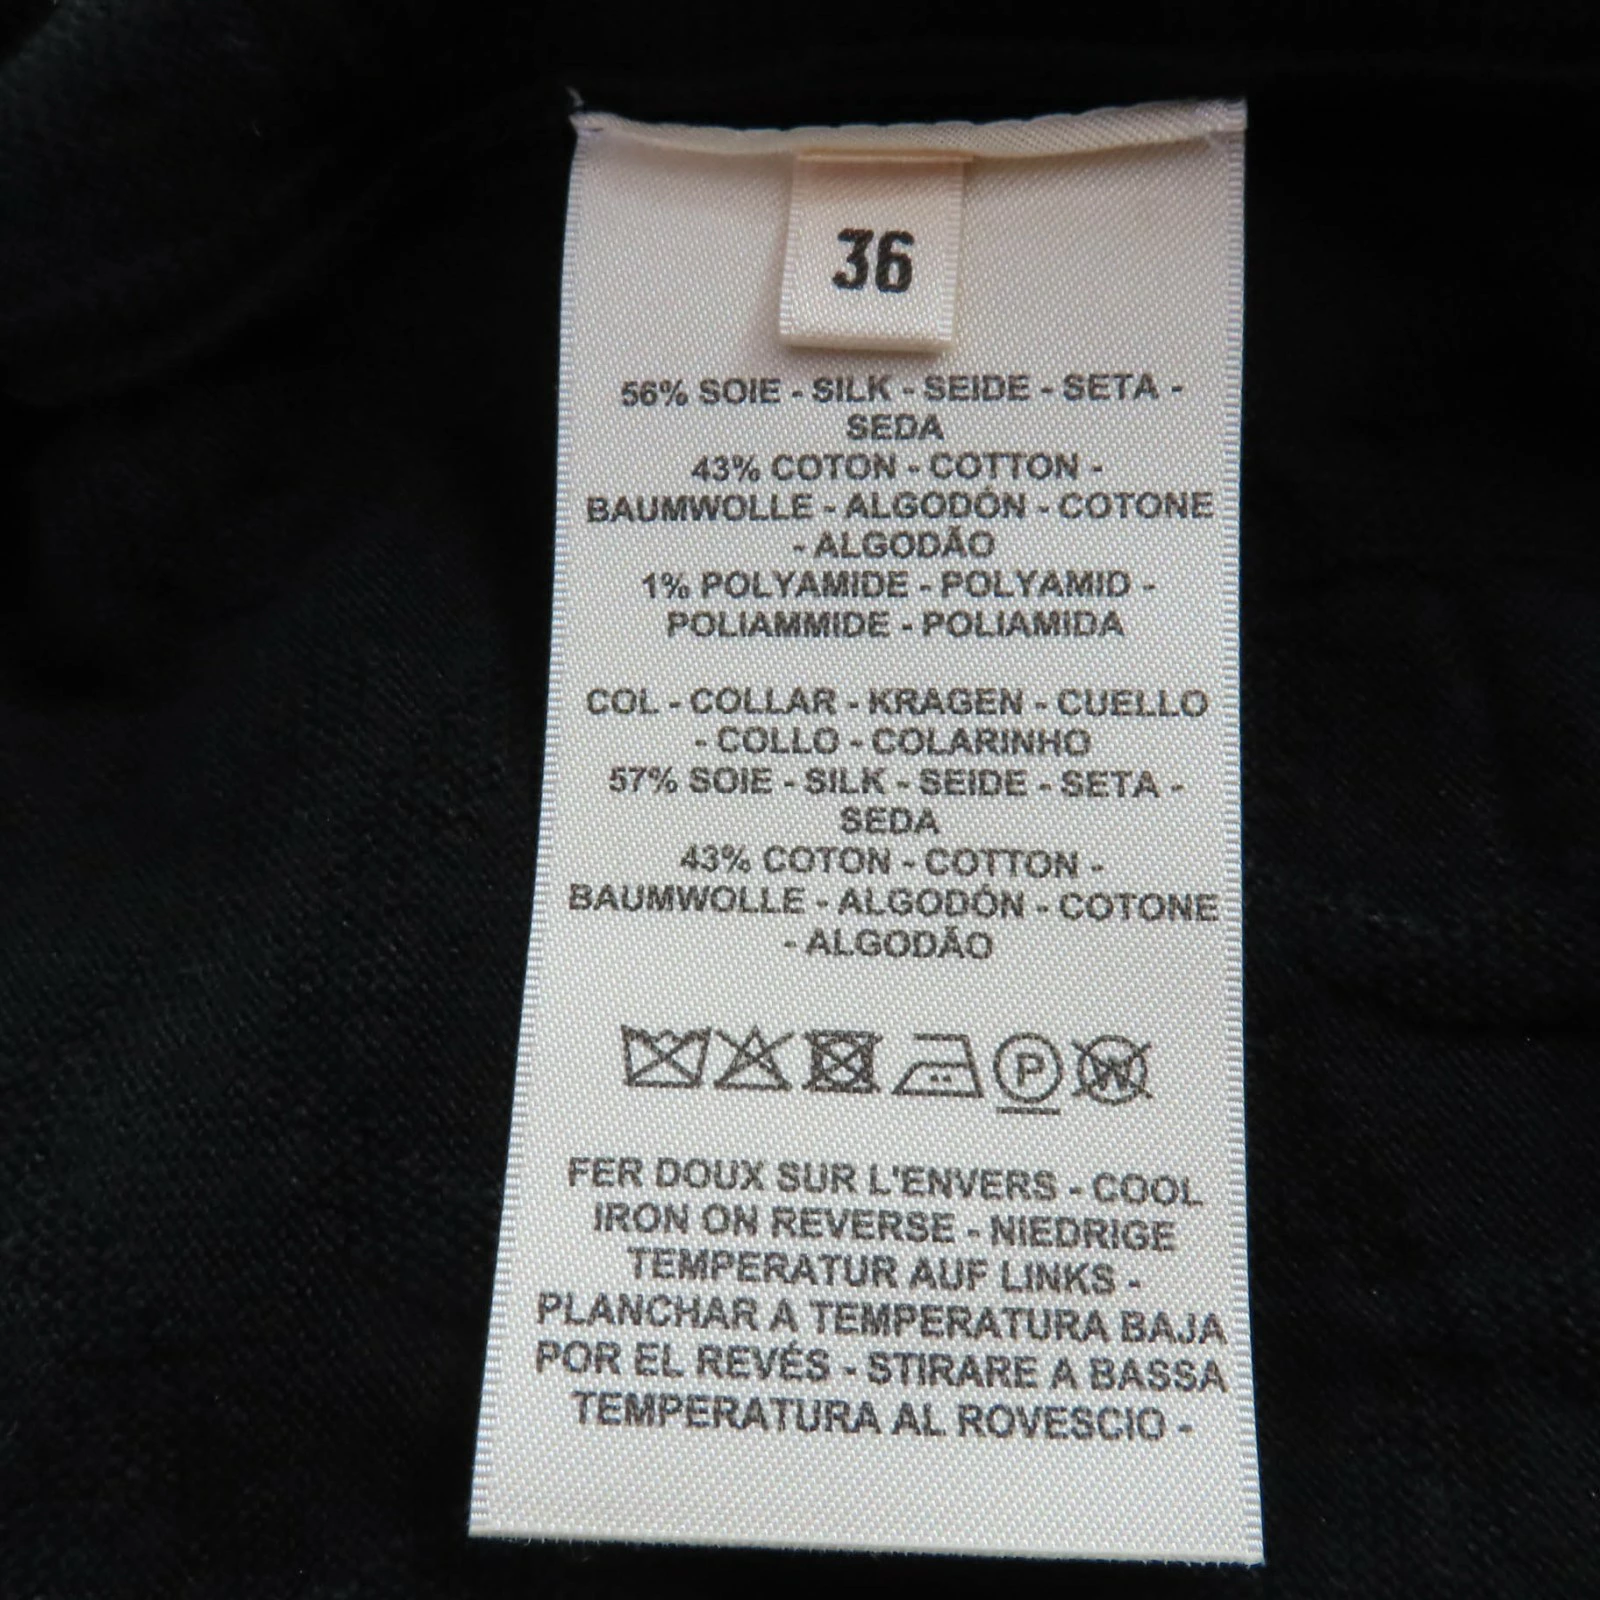 36
56% SOIE - SILK - SEIDE - SETA -
SEDA
43% COTON - COTTON -
BAUMWOLLE - ALGODÓN - COTONE
- ALGODÃO
1% POLYAMIDE - POLYAMID -
POLIAMMIDE - POLIAMIDA
COL - COLLAR - KRAGEN - CUELLO
- COLLO - COLARINHO
57% SOIE - SILK - SEIDE - SETA -
SEDA
43% COTON - COTTON -
BAUMWOLLE - ALGODÓN - COTONE
- ALGODÃO
P W
FER DOUX SUR L'ENVERS - COOL
IRON ON REVERSE - NIEDRIGE
TEMPERATUR AUF LINKS -
PLANCHAR A TEMPERATURA BAJA
POR EL REVÉS - STIRARE A BASSA
TEMPERATURA AL ROVESCIO -